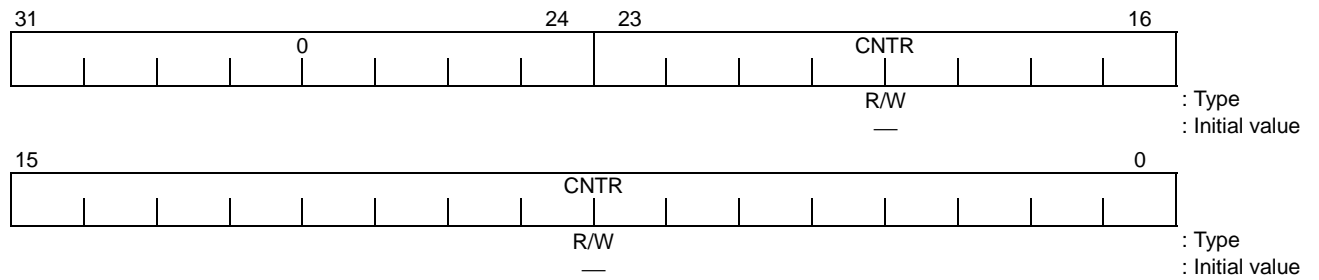 31 24 23 16
0 CNTR
R/W : Type
— : Initial value
15 0
CNTR
R/W : Type
— : Initial value